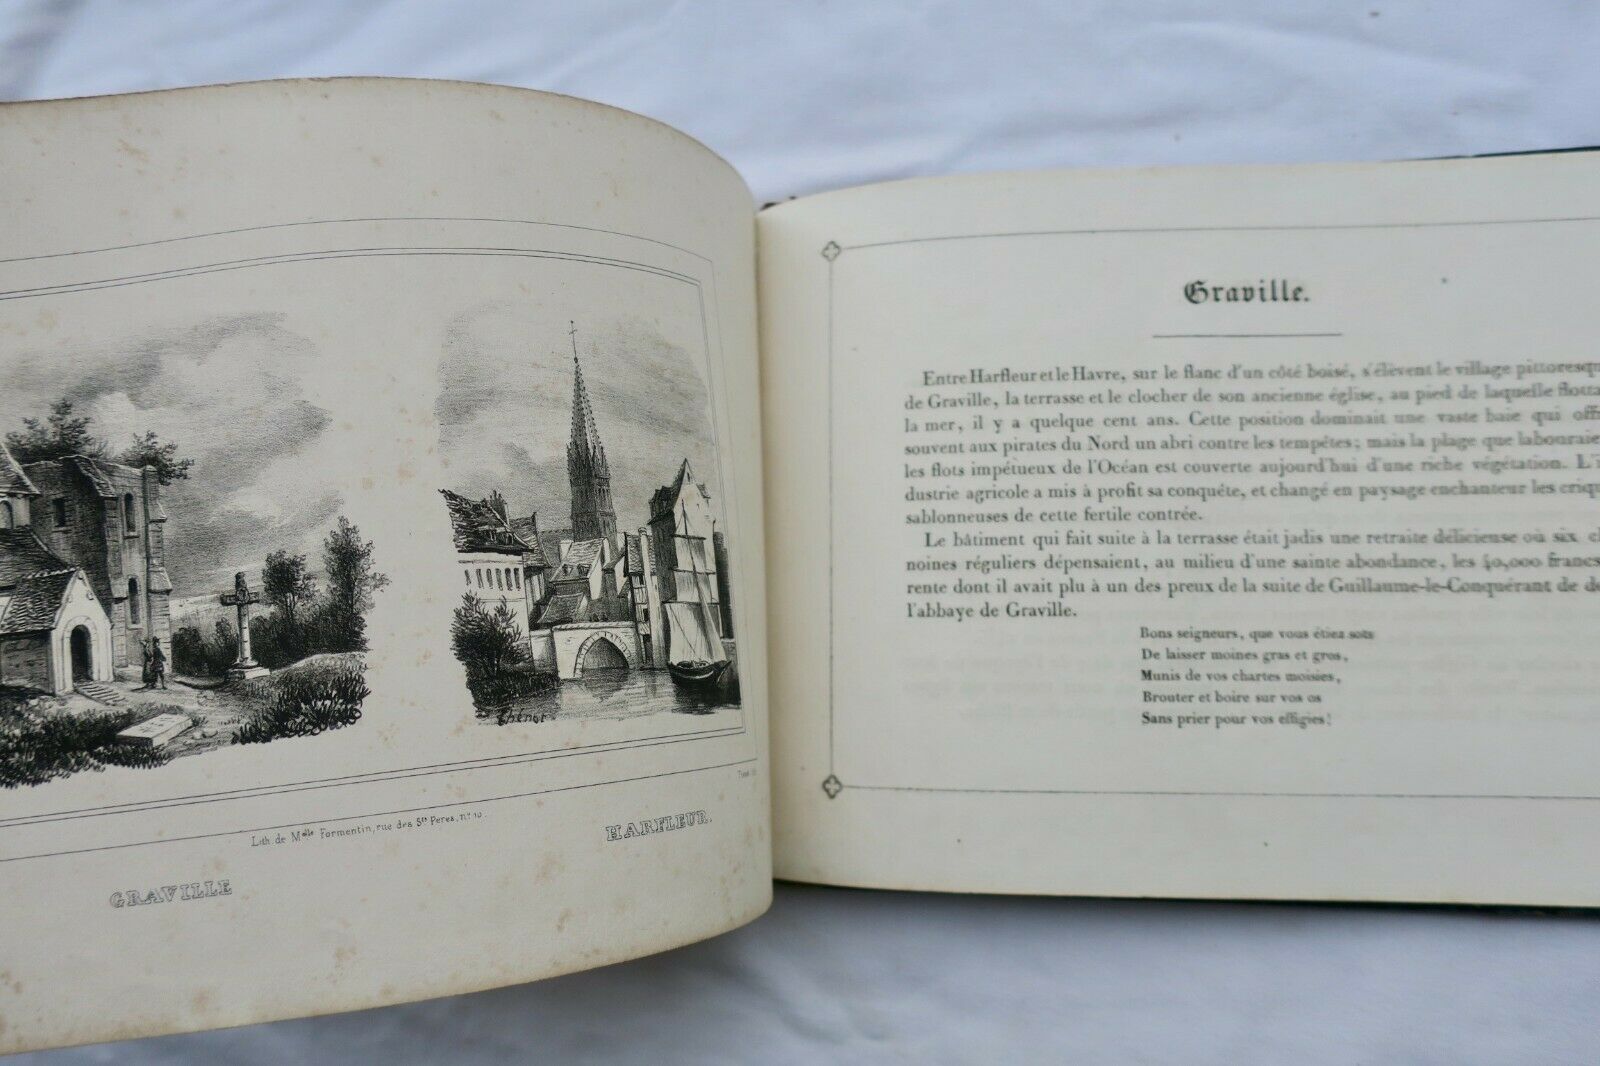 Thénot
Lith. de Melle Formentin, rue des Sts Peres, no 10.
GRAVILLE
HARFLEUR.
Graville.
Entre Harfleur et le Havre, sur le flanc d'un côté boisé, s'élèvent le village pittoresq
de Graville, la terrasse et le clocher de son ancienne église, au pied de laquelle flotta
la mer, il y a quelque cent ans. Cette position dominait une vaste baie qui off
souvent aux pirates du Nord un abri contre les tempêtes; mais la plage que labouraie
les flots impétueux de l'Océan est couverte aujourd'hui d'une riche végétation. L'i
dustrie agricole a mis à profit sa conquête, et changé en paysage enchanteur les criq
sablonneuses de cette fertile contrée.
Le bâtiment qui fait suite à la terrasse était jadis une retraite délicieuse où six c
noines réguliers dépensaient, au milieu d'une sainte abondance, les 40,000 francs
rente dont il avait plu à un des preux de la suite de Guillaume-le-Conquérant de d
l'abbaye de Graville.
Bons seigneurs, que vous étiez sots
De laisser moines gras et gros,
Munis de vos chartes moisies,
Brouter et boire sur vos os
Sans prier pour vos effigies!